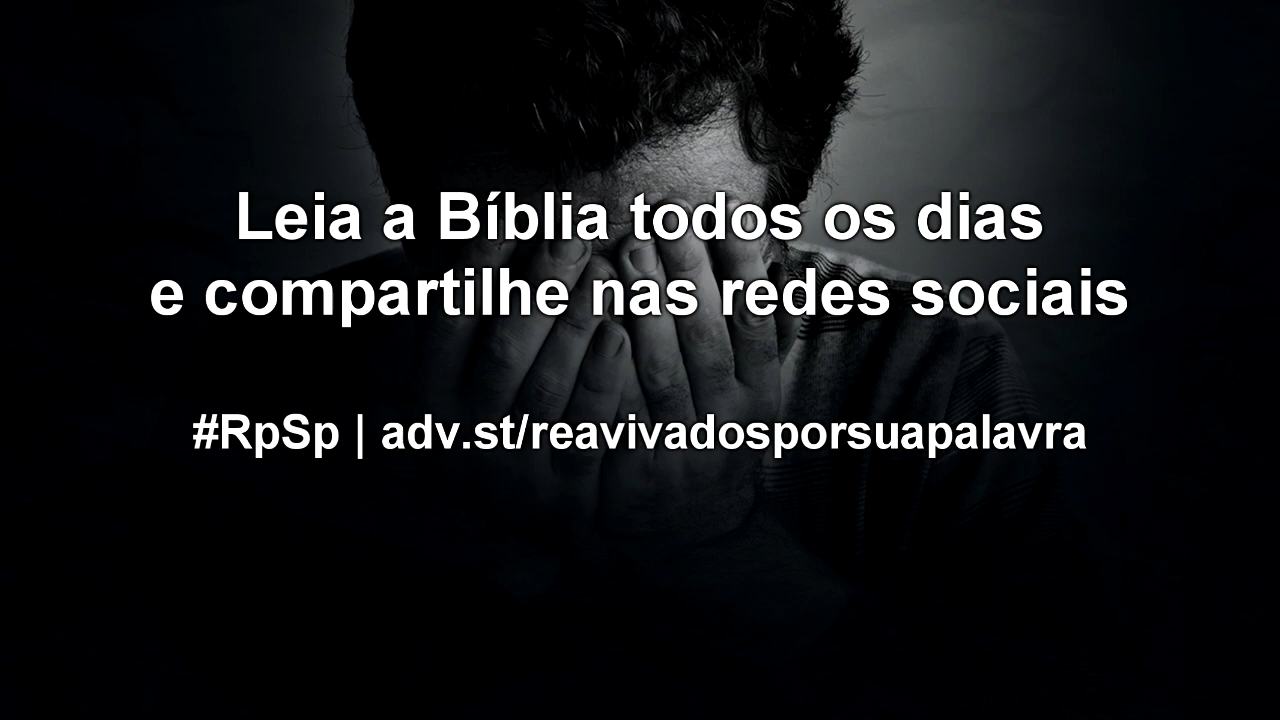 Leia a Bíblia todos os dias
e compartilhe nas redes sociais
#RpSp | adv.st/reavivadosporsuapalavra